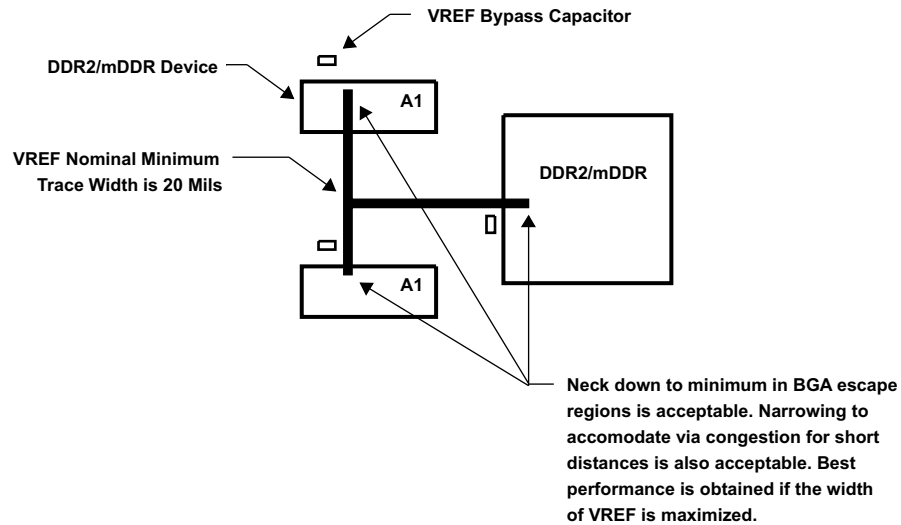 VREF Bypass Capacitor
DDR2/mDDR Device
A1
VREF Nominal Minimum
Trace Width is 20 Mils
DDR2/mDDR
A1
Neck down to minimum in BGA escape
regions is acceptable. Narrowing to
accomodate via congestion for short
distances is also acceptable. Best
performance is obtained if the width
of VREF is maximized.